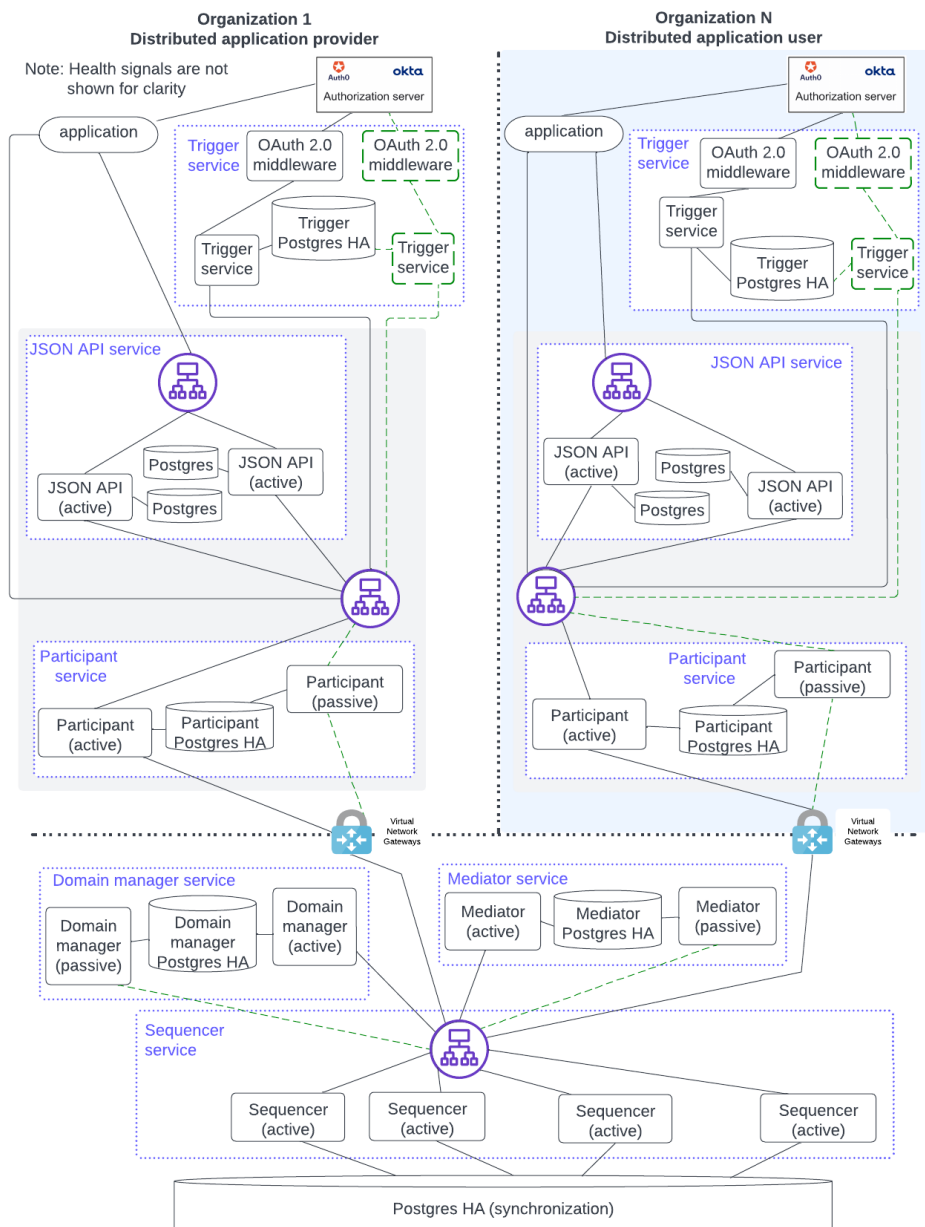 Organization 1
Distributed application provider
Organization N
Distributed application user
Note: Health signals are not
shown for clarity
Auth0
okta
Authorization server
application
Trigger
service
OAuth 2.0
middleware
OAuth 2.0
middleware
Trigger
Postgres HA
Trigger
service
Trigger
service
JSON API service
Postgres
JSON API
(active)
JSON API
(active)
Postgres
Participant
service
Participant
(passive)
Participant
(active)
Participant
Postgres HA
Auth0
okta
Authorization server
application
Trigger
service
OAuth 2.0
middleware
OAuth 2.0
middleware
Trigger
service
Trigger
Postgres HA
Trigger
service
JSON API service
JSON API
(active)
Postgres
JSON API
(active)
Postgres
Participant
service
Participant
(passive)
Participant
(active)
Participant
Postgres HA
Virtual
Network
Gateways
Virtual
Network
Gateways
Domain manager service
Domain
manager
(passive)
Domain
manager
Postgres HA
Domain
manager
(active)
Mediator service
Mediator
(active)
Mediator
Postgres HA
Mediator
(passive)
Sequencer
service
Sequencer
(active)
Sequencer
(active)
Sequencer
(active)
Sequencer
(active)
Postgres HA (synchronization)